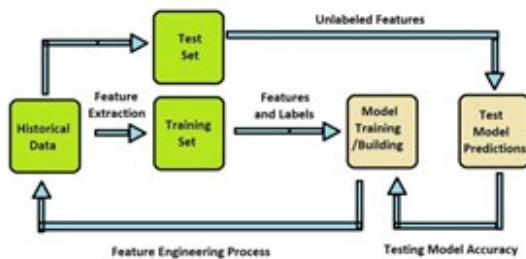 Unlabeled Features
Test
Set
Feature
Extraction
Features
and Labels
Historical
Data
Training
Set
Model
Training
/Building
Test
Model
Predictions
Feature Engineering Process
Testing Model Accuracy